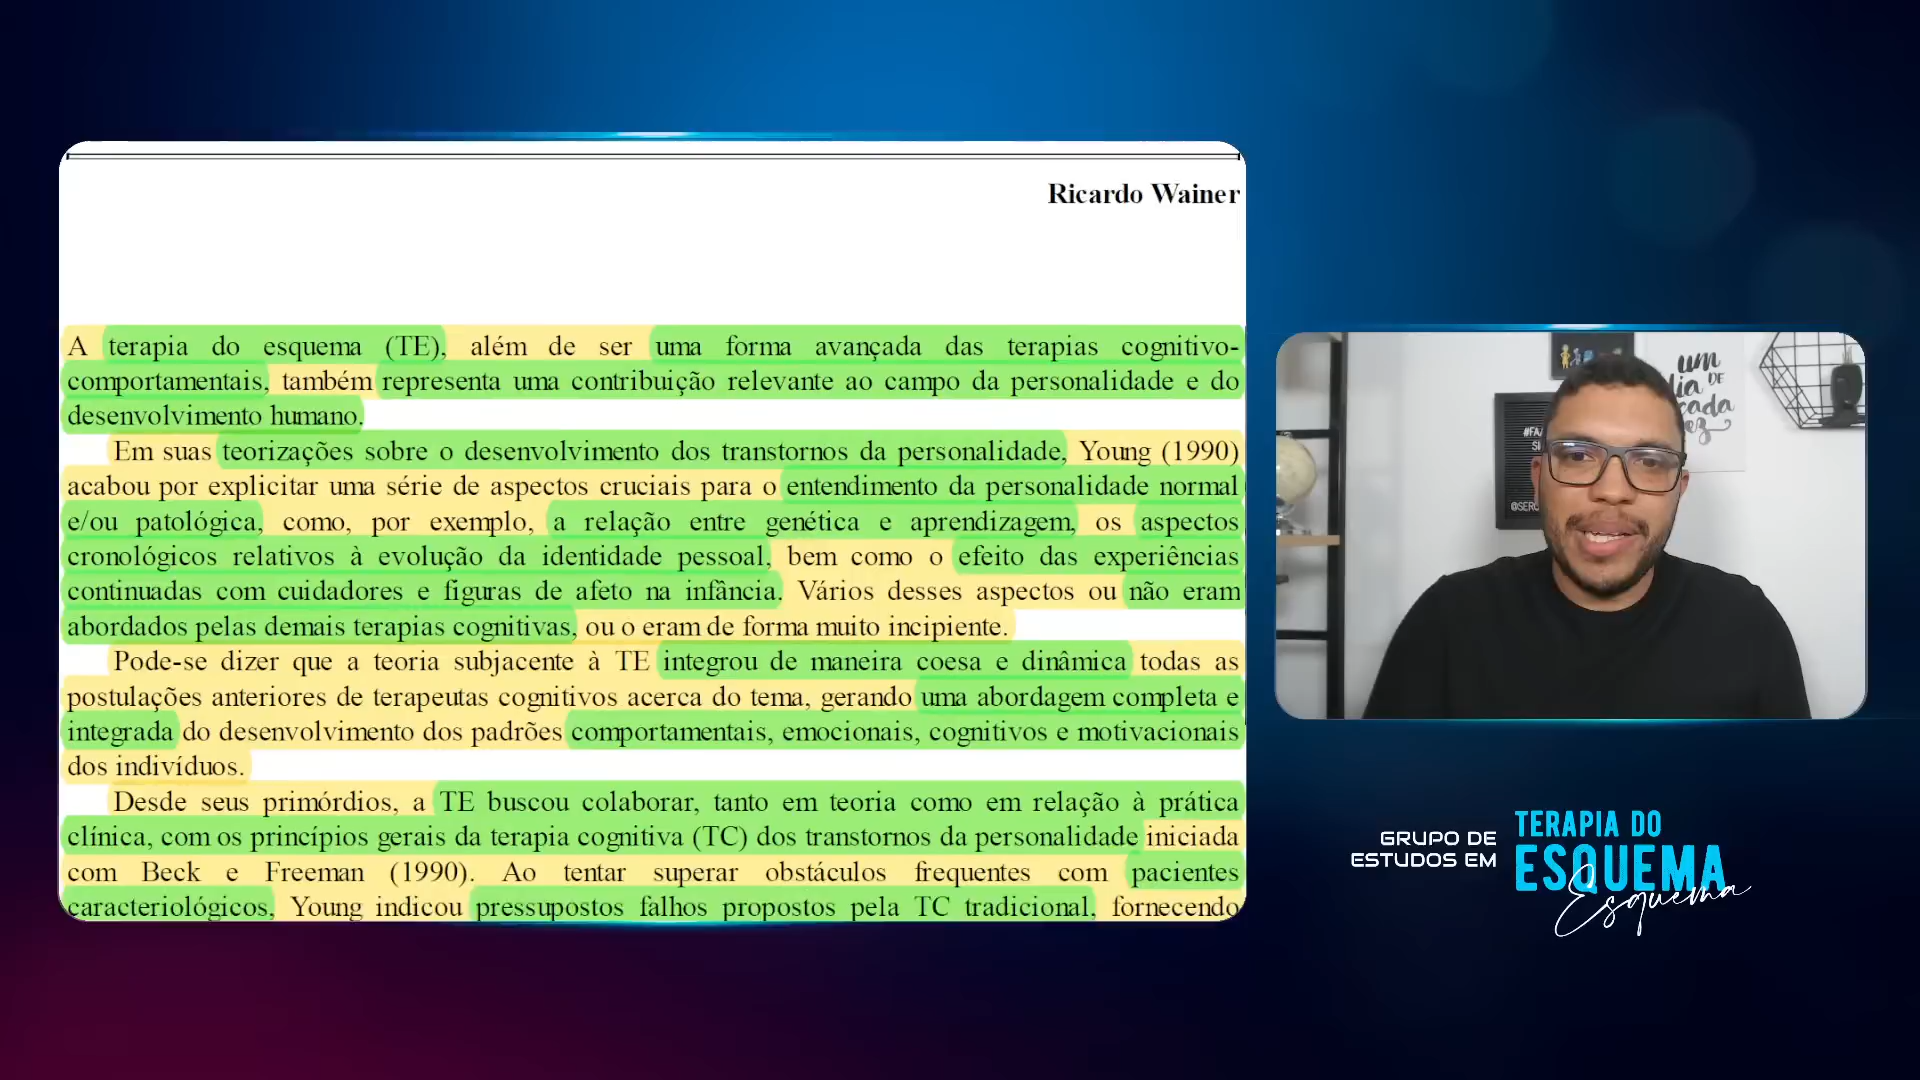 Ricardo Wainer
A terapia do esquema (TE), além de ser uma forma avançada das terapias cognitivo-
comportamentais, também representa uma contribuição relevante ao campo da personalidade e do
desenvolvimento humano.
Em suas teorizações sobre o desenvolvimento dos transtornos da personalidade, Young (1990)
acabou por explicitar uma série de aspectos cruciais para o entendimento da personalidade normal
e/ou patológica, como, por exemplo, a relação entre genética e aprendizagem, os aspectos
cronológicos relativos à evolução da identidade pessoal, bem como o efeito das experiências
continuadas com cuidadores e figuras de afeto na infância. Vários desses aspectos ou não eram
abordados pelas demais terapias cognitivas, ou o eram de forma muito incipiente.
Pode-se dizer que a teoria subjacente à TE integrou de maneira coesa e dinâmica todas as
postulações anteriores de terapeutas cognitivos acerca do tema, gerando uma abordagem completa e
integrada do desenvolvimento dos padrões comportamentais, emocionais, cognitivos e motivacionais
dos indivíduos.
Desde seus primórdios, a TE buscou colaborar, tanto em teoria como em relação à prática
clínica, com os princípios gerais da terapia cognitiva (TC) dos transtornos da personalidade iniciada
com Beck e Freeman (1990). Ao tentar superar obstáculos frequentes com pacientes
caracteriológicos, Young indicou pressupostos falhos propostos pela TC tradicional, fornecendo
um
DE
cada
#FA
@SERC
GRUPO DE
ESTUDOS EM
TERAPIA DO
ESQUEMA
Esquema